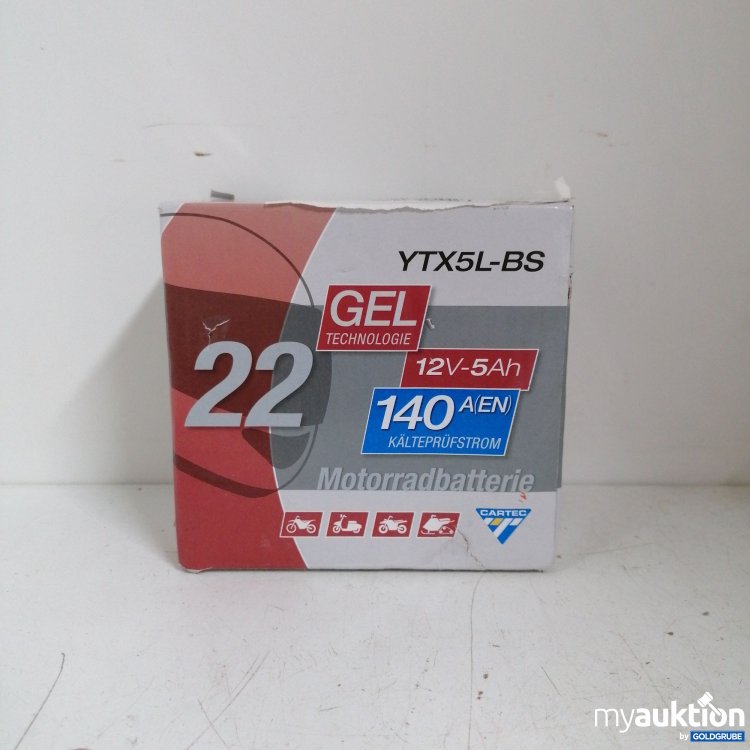 YTX5L-BS
GEL
TECHNOLOGIE
22
12V-5Ah
140 A(EN)
KÄLTEPRÜFSTROM
Motorradbatterie
CARTEC
myauktion
by GOLDGRUBE